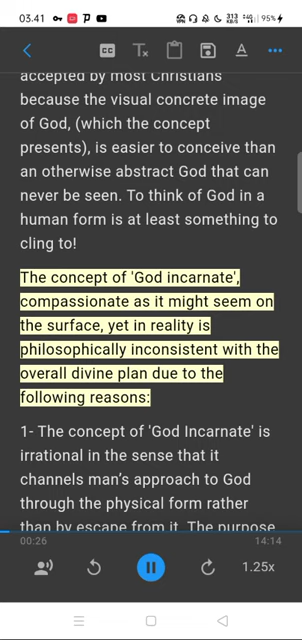 03.41
313 KB/s
4G
95%
accepted by most Christians
because the visual concrete image
of God, (which the concept
presents), is easier to conceive than
an otherwise abstract God that can
never be seen. To think of God in a
human form is at least something to
cling to!
The concept of 'God incarnate',
compassionate as it might seem on
the surface, yet in reality is
philosophically inconsistent with the
overall divine plan due to the
following reasons:
1- The concept of 'God Incarnate' is
irrational in the sense that it
channels man’s approach to God
through the physical form rather
than by escape from it. The purpose
00:26
14:14
1.25x